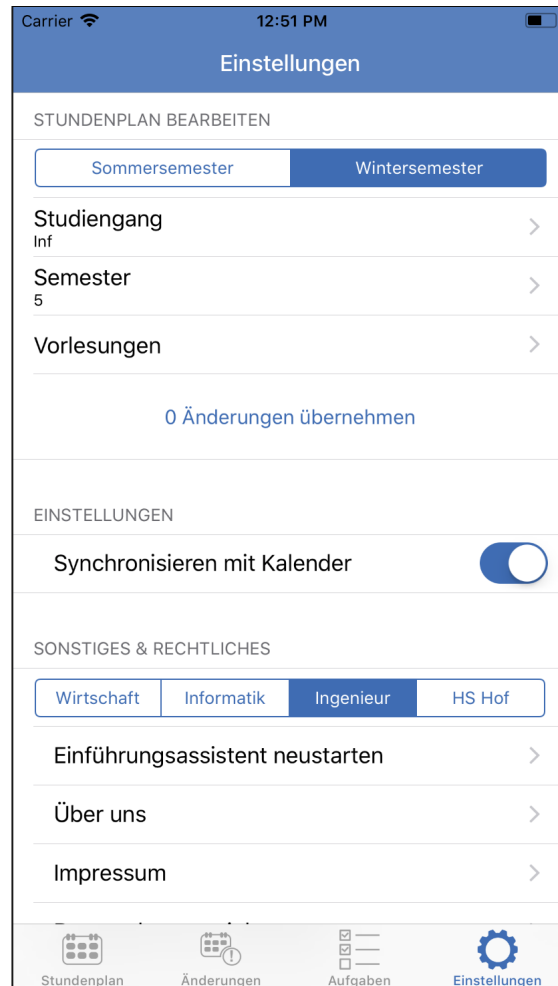 Carrier 12:51 PM
Einstellungen
STUNDENPLAN BEARBEITEN
Sommersemester Wintersemester
Studiengang
Inf
Semester
5
Vorlesungen
0 Änderungen übernehmen
EINSTELLUNGEN
Synchronisieren mit Kalender
SONSTIGES & RECHTLICHES
Wirtschaft Informatik Ingenieur HS Hof
Einführungsassistent neustarten
Über uns
Impressum
Stundenplan Änderungen Aufgaben Einstellungen